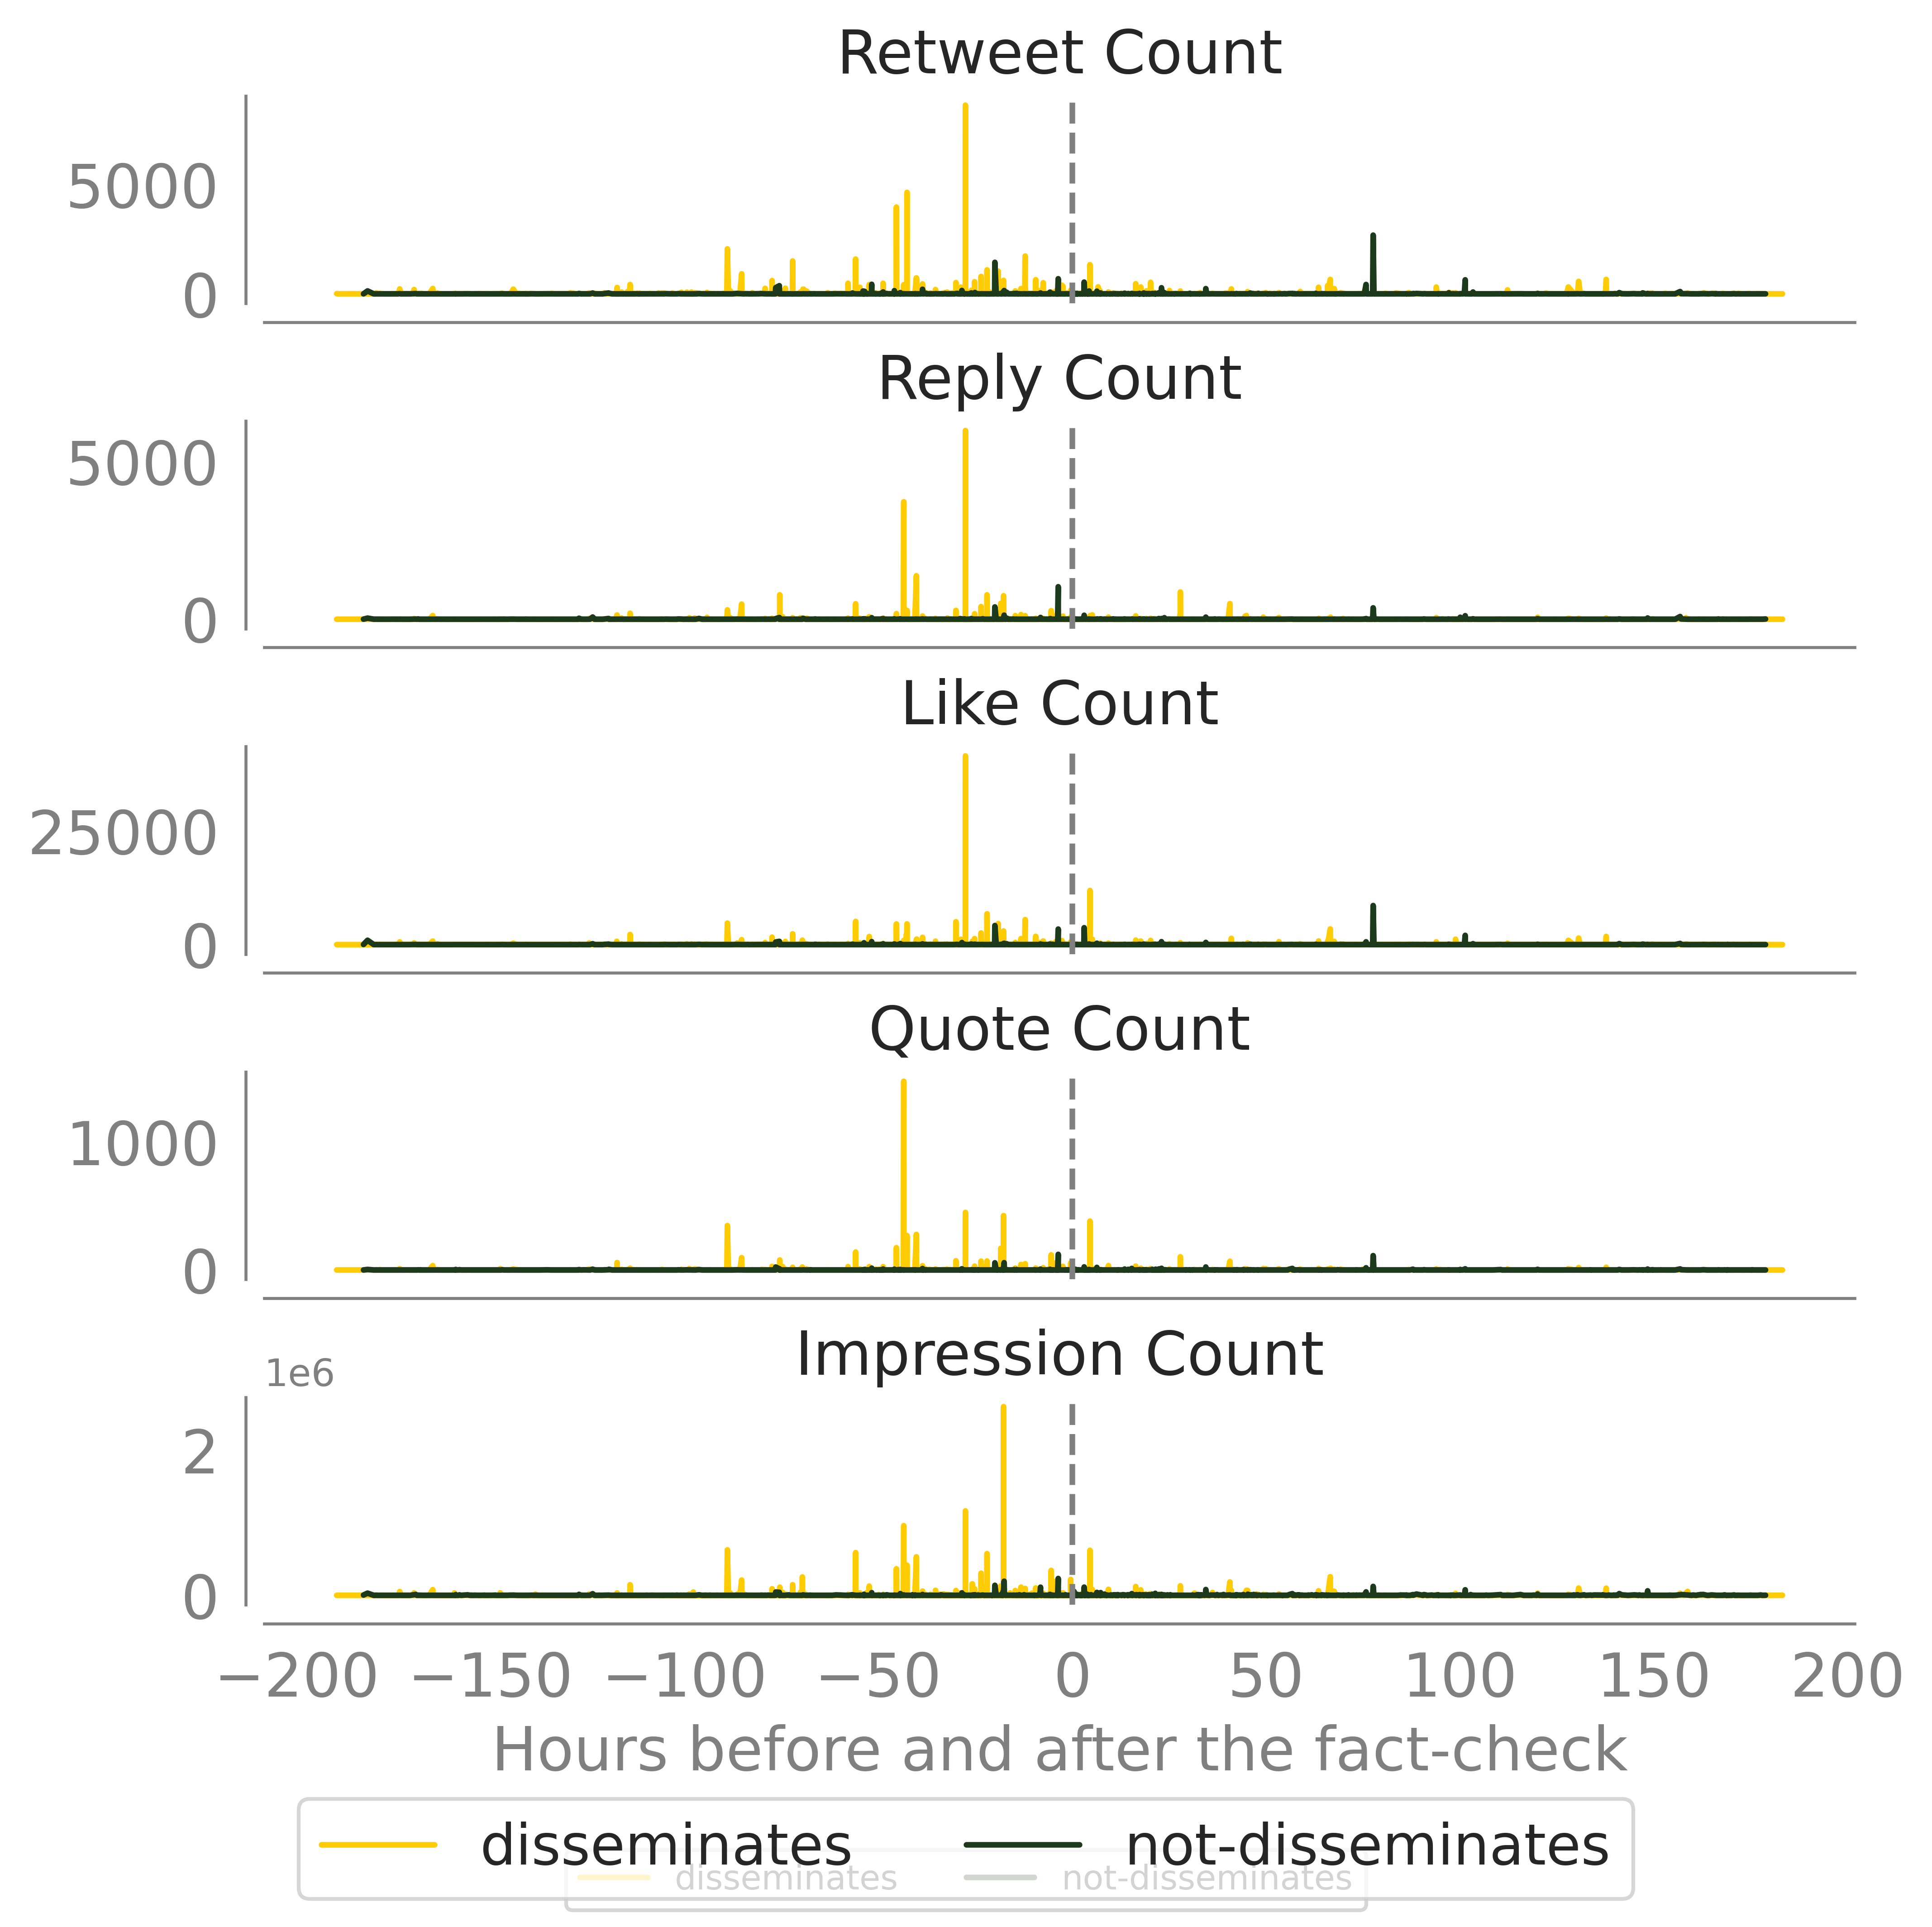 Retweet Count
5000
0
Reply Count
5000
0
Like Count
25000
0
Quote Count
1000
0
Impression Count
1e6
2
0
−200 −150 −100 −50 0 50 100 150 200
Hours before and after the fact-check
disseminates not-disseminates
disseminates not-disseminates